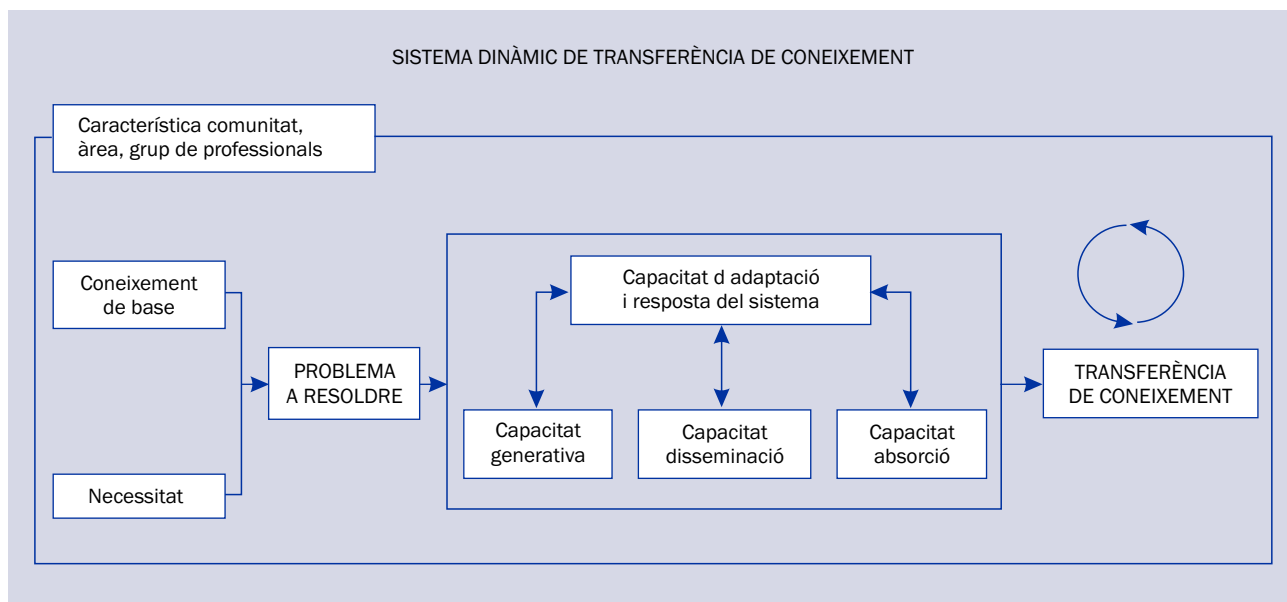 SISTEMA DINÀMIC DE TRANSFERÈNCIA DE CONEIXEMENT
Característica comunitat,
àrea, grup de professionals
Coneixement
de base
Necessitat
PROBLEMA
A RESOLDRE
Capacitat d adaptació
i resposta del sistema
Capacitat
generativa
Capacitat
disseminació
Capacitat
absorció
TRANSFERÈNCIA
DE CONEIXEMENT